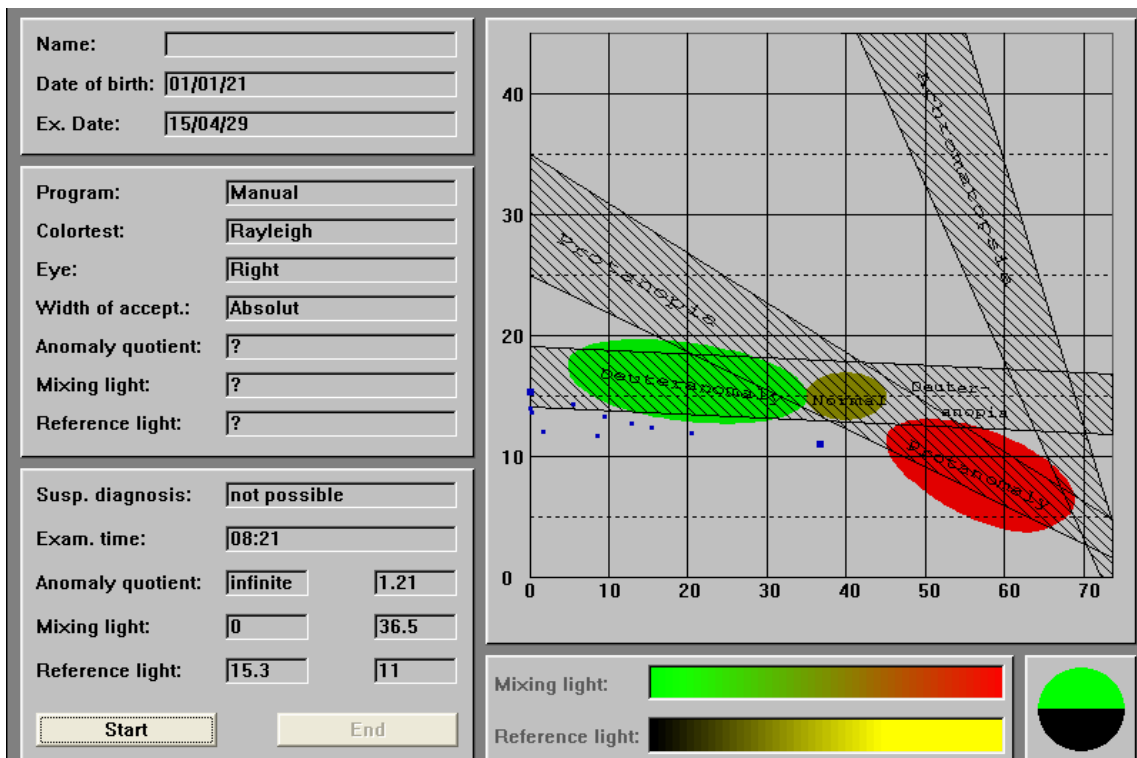 Name:
Date of birth: 01/01/21
Ex. Date: 15/04/29
Program: Manual
Colortest: Rayleigh
Eye: Right
Width of accept.: Absolut
Anomaly quotient: ?
Mixing light: ?
Reference light: ?
Susp. diagnosis: not possible
Exam. time: 08:21
Anomaly quotient: infinite 1.21
Mixing light: 0 36.5
Reference light: 15.3 11
Start End
40
30
20
10
0
0 10 20 30 40 50 60 70
protanopia
Deuteranomaly
Normal
Deuter-
anopia
protanomaly
Mixing light:
Reference light: